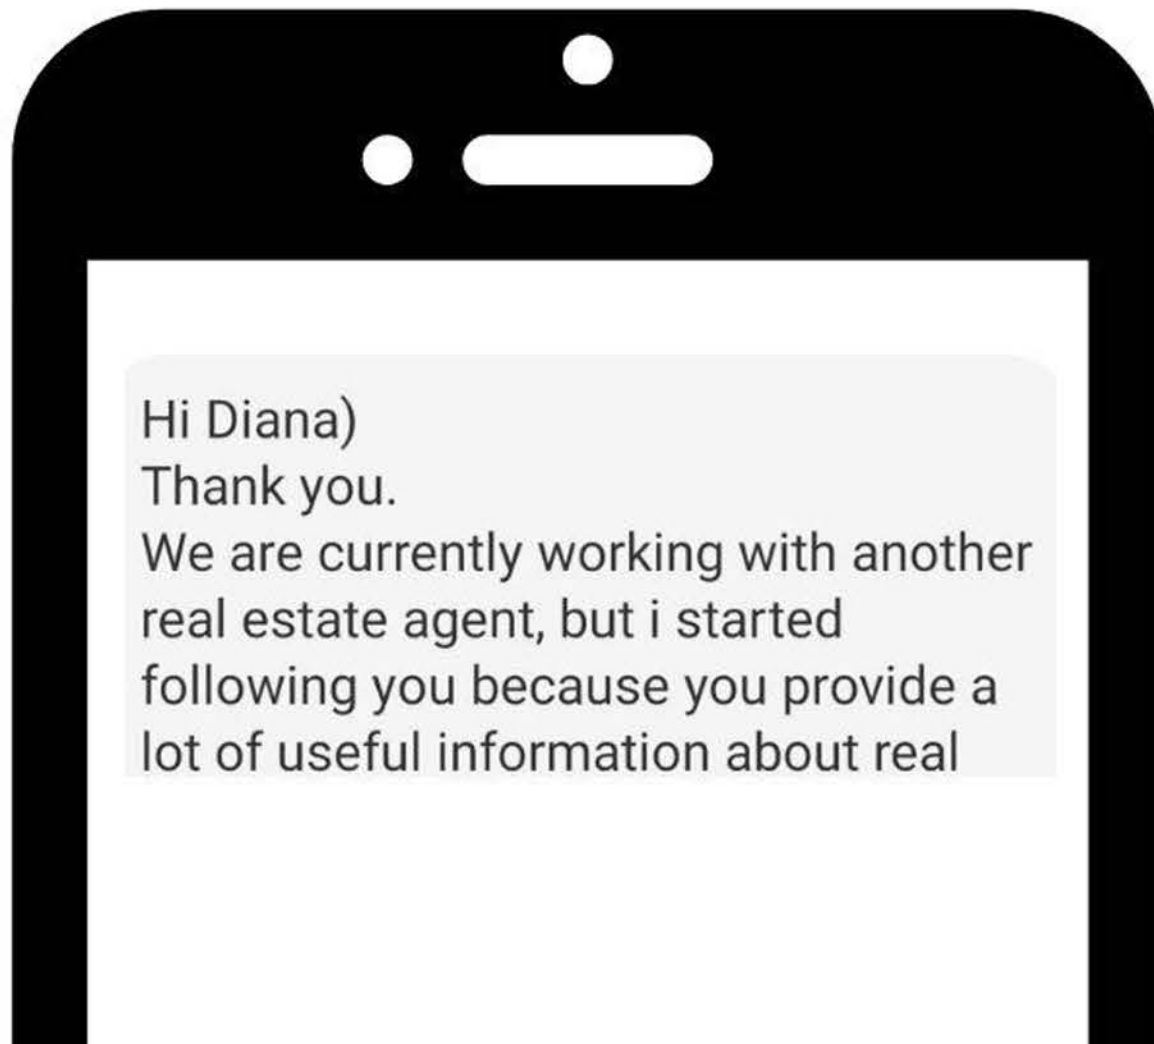 Hi Diana)
Thank you.
We are currently working with another
real estate agent, but i started
following you because you provide a
lot of useful information about real